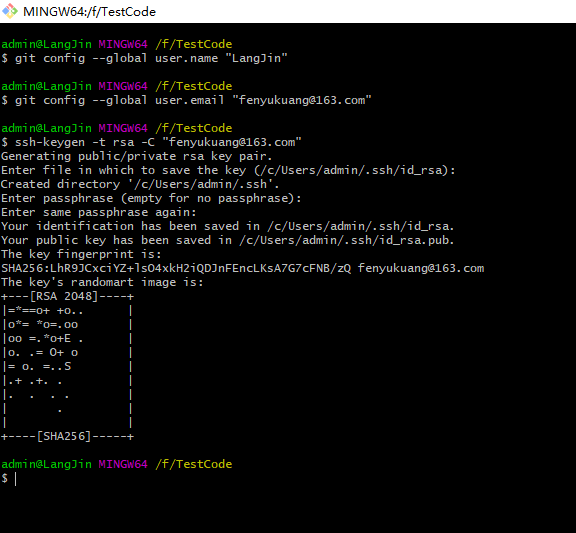 MINGW64:/f/TestCode
admin@LangJin MINGW64 /f/TestCode
$ git config --global user.name "LangJin"
admin@LangJin MINGW64 /f/TestCode
$ git config --global user.email "fenyukuang@163.com"
admin@LangJin MINGW64 /f/TestCode
$ ssh-keygen -t rsa -C "fenyukuang@163.com"
Generating public/private rsa key pair.
Enter file in which to save the key (/c/Users/admin/.ssh/id_rsa):
Created directory '/c/Users/admin/.ssh'.
Enter passphrase (empty for no passphrase):
Enter same passphrase again:
Your identification has been saved in /c/Users/admin/.ssh/id_rsa.
Your public key has been saved in /c/Users/admin/.ssh/id_rsa.pub.
The key fingerprint is:
SHA256:LhR9JCxciYZ+lsO4xkH2iQDJnFEncLKsA7G7cFNB/zQ fenyukuang@163.com
The key's randomart image is:
+---[RSA 2048]----+
|=*==o+ +o..      |
|o*= *o=.oo       |
|oo =.*o+E .      |
|o. .= O+ o       |
|= o. =..S        |
|.+ .+. .         |
|.  .  . .        |
|       .         |
|                 |
+----[SHA256]-----+
admin@LangJin MINGW64 /f/TestCode
$